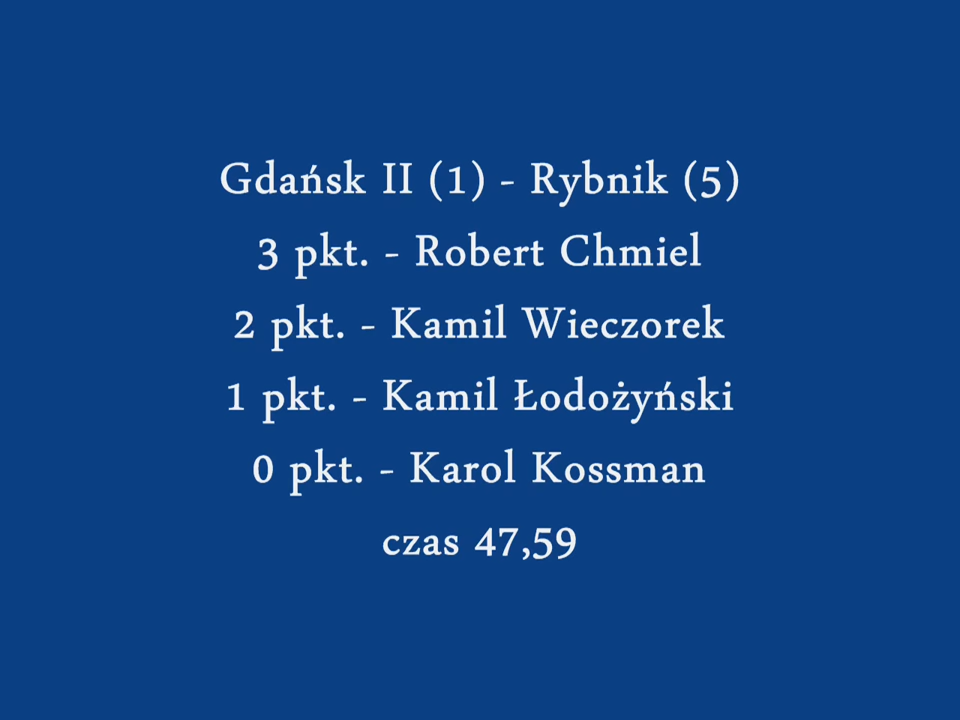 Gdańsk II (1) - Rybnik (5)
3 pkt. - Robert Chmiel
2 pkt. - Kamil Wieczorek
1 pkt. - Kamil Łodożyński
0 pkt. - Karol Kossman
czas 47,59